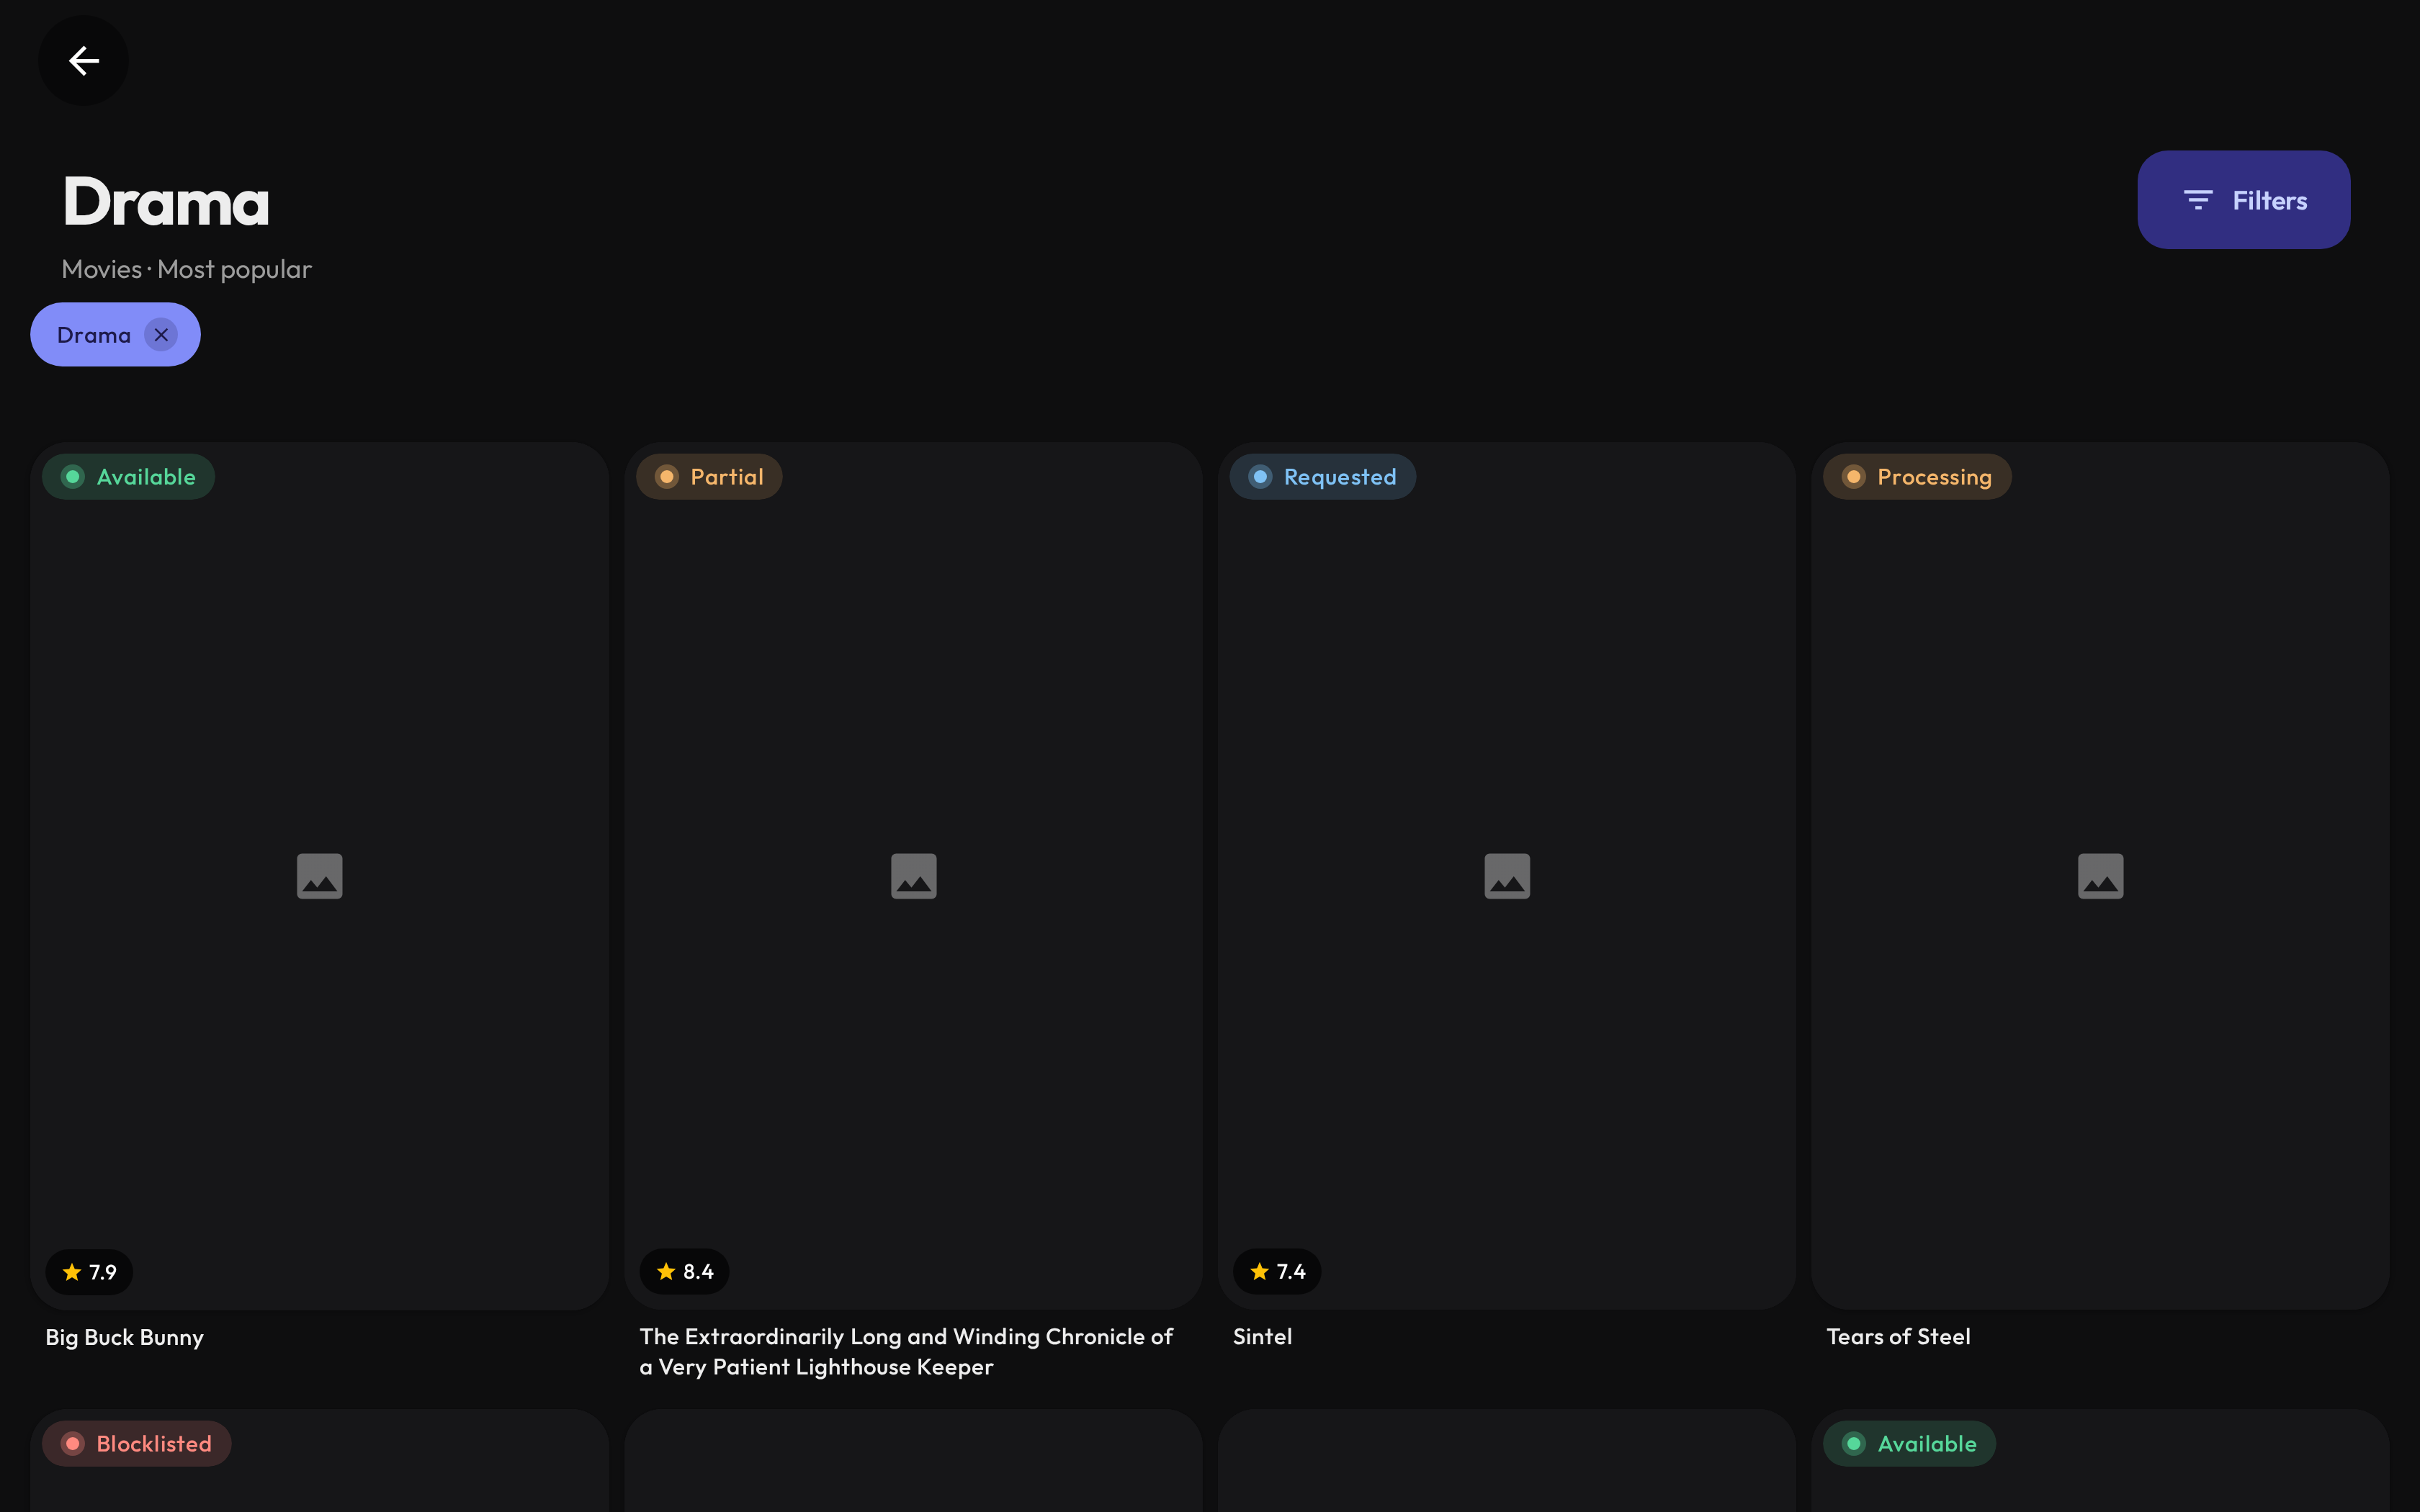 Drama
Filters
Movies · Most popular
Drama
Available
Partial
Requested
Processing
7.9
8.4
7.4
Big Buck Bunny
The Extraordinarily Long and Winding Chronicle of
a Very Patient Lighthouse Keeper
Sintel
Tears of Steel
Blocklisted
Available